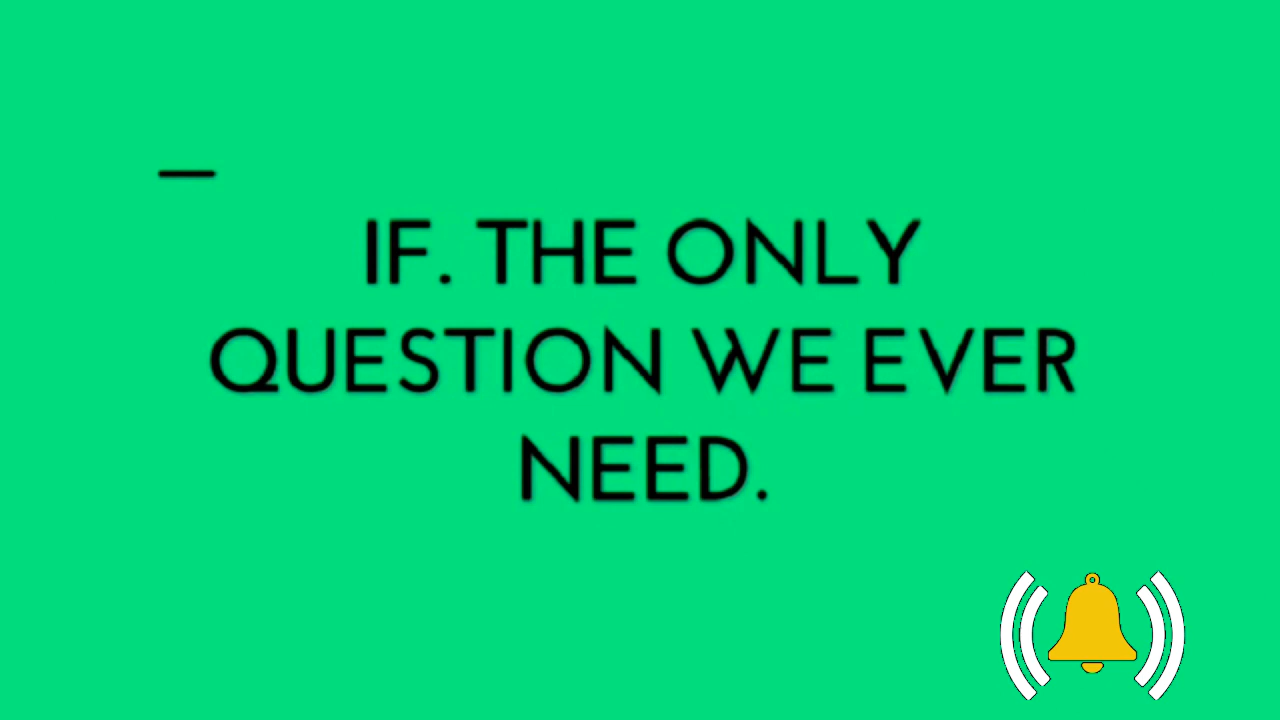 —
IF. THE ONLY
QUESTION WE EVER
NEED.